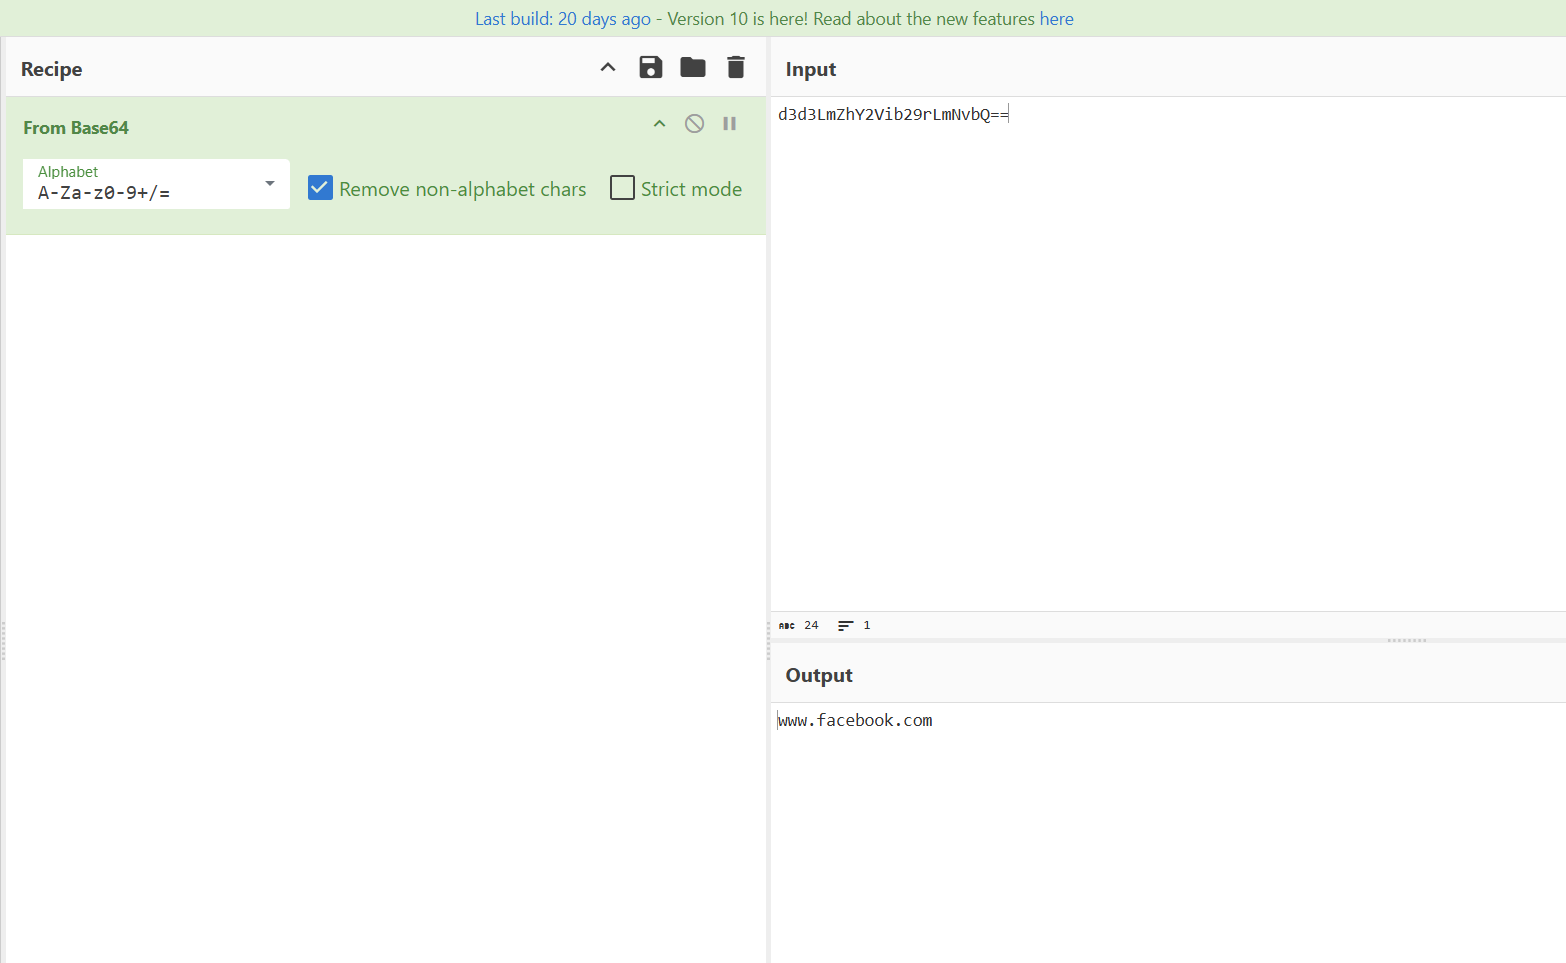 Last build: 20 days ago - Version 10 is here! Read about the new features here
Recipe
From Base64
Alphabet
A-Za-z0-9+/=
Remove non-alphabet chars
Strict mode
Input
d3d3LmZhY2Vib29rLmNvbQ==
ABC 24 1
Output
www.facebook.com